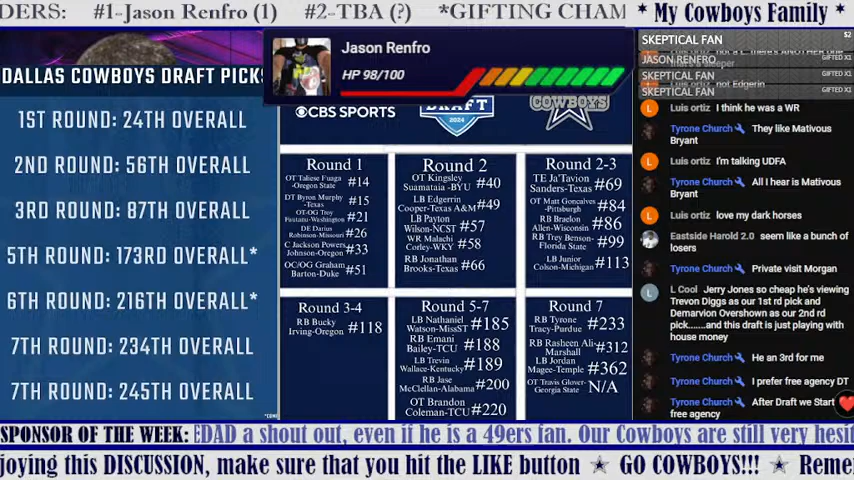 DERS: #1-Jason Renfro (1) #2-TBA (?) *GIFTING CHAM
* My Cowboys Family *
Jason Renfro
HP 98/100
DALLAS COWBOYS DRAFT PICKS
1ST ROUND: 24TH OVERALL
2ND ROUND: 56TH OVERALL
3RD ROUND: 87TH OVERALL
5TH ROUND: 173RD OVERALL*
6TH ROUND: 216TH OVERALL*
7TH ROUND: 234TH OVERALL
7TH ROUND: 245TH OVERALL
CBS SPORTS
DRAFT
2024
COWBOYS
Round 1
OT Taliese Fuaga
-Oregon State #14
DT Byron Murphy
-Texas #15
OT-OG Troy
Fautanu-Washington #21
DE Darius
Robinson-Missouri #26
C Jackson Powers
Johnson-Oregon #33
OC/OG Graham
Barton-Duke #51
Round 2
OT Kingsley
Suamataia -BYU #40
LB Edgerrin
Cooper-Texas A&M #49
LB Payton
Wilson-NCST #57
WR Malachi
Corley-WKY #58
RB Jonathan
Brooks-Texas #66
Round 2-3
TE Ja'Tavion
Sanders-Texas #69
OT Matt Goncalves
-Pittsburgh #84
RB Braelon
Allen-Wisconsin #86
RB Trey Benson-
Florida State #99
LB Junior
Colson-Michigan #113
Round 3-4
RB Bucky
Irving-Oregon #118
Round 5-7
LB Nathaniel
Watson-MissST #185
RB Emani
Bailey-TCU #188
LB Trevin
Wallace-Kentucky #189
RB Jase
McClellan-Alabama #200
OT Brandon
Coleman-TCU #220
Round 7
RB Tyrone
Tracy-Purdue #233
RB Rasheen Ali-
Marshall #312
LB Jordan
Magee-Temple #362
OT Travis Glover-
Georgia State N/A
SKEPTICAL FAN $2
JASON RENFRO GIFTED X1
SKEPTICAL FAN GIFTED X1
SKEPTICAL FAN GIFTED X1
Luis ortiz not Edgerin
Luis ortiz I think he was a WR
Tyrone Church They like Mativous
Bryant
Luis ortiz I'm talking UDFA
Tyrone Church All I hear is Mativous
Bryant
Luis ortiz love my dark horses
Eastside Harold 2.0 seem like a bunch of
losers
Tyrone Church Private visit Morgan
L Cool Jerry Jones so cheap he's viewing
Trevon Diggs as our 1st rd pick and
Demarvion Overshown as our 2nd rd
pick.......and this draft is just playing with
house money
Tyrone Church He an 3rd for me
Tyrone Church I prefer free agency DT
Tyrone Church After Draft we Start
free agency
SPONSOR OF THE WEEK: EDAD a shout out, even if he is a 49ers fan. Our Cowboys are still very hesit
joying this DISCUSSION, make sure that you hit the LIKE button GO COWBOYS!!! Reme